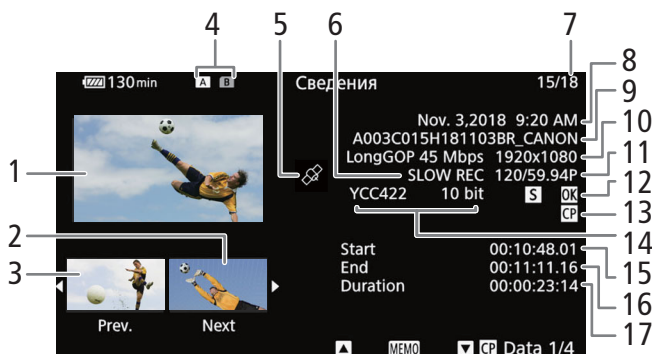 4 5 6 7
130 min A B Сведения 15/18
8
Nov. 3,2018 9:20 AM
9
A003C015H181103BR_CANON
10
LongGOP 45 Mbps 1920x1080
11
SLOW REC 120/59.94P
12
YCC422 10 bit S OK
CP
13
1
14
2
Start 00:10:48.01
15
3
End 00:11:11.16
16
Duration 00:00:23:14
17
Prev. Next
MEMO CP Data 1/4